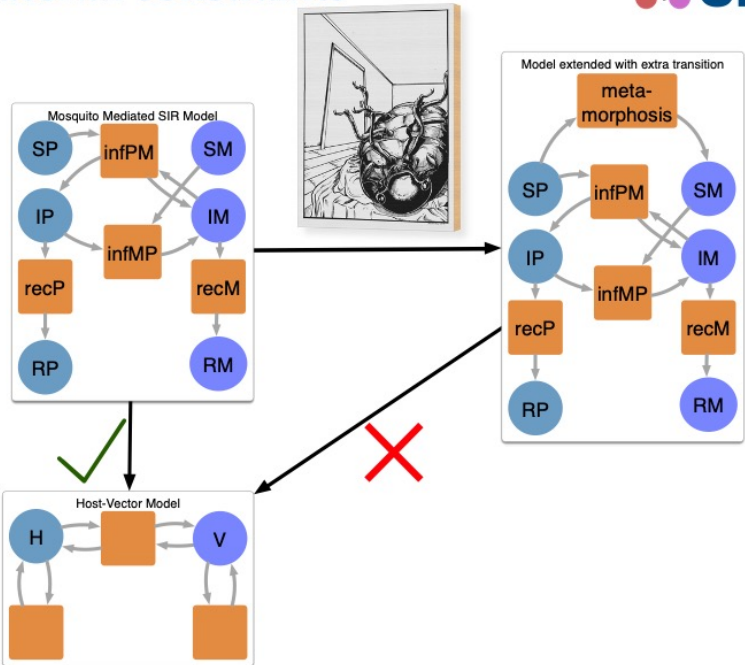 Mosquito Mediated SIR Model
SP
infPM
SM
IP
IM
infMP
recP
recM
RP
RM
Model extended with extra transition
meta-
morphosis
SP
infPM
SM
IP
IM
infMP
recP
recM
RP
RM
Host-Vector Model
H
V